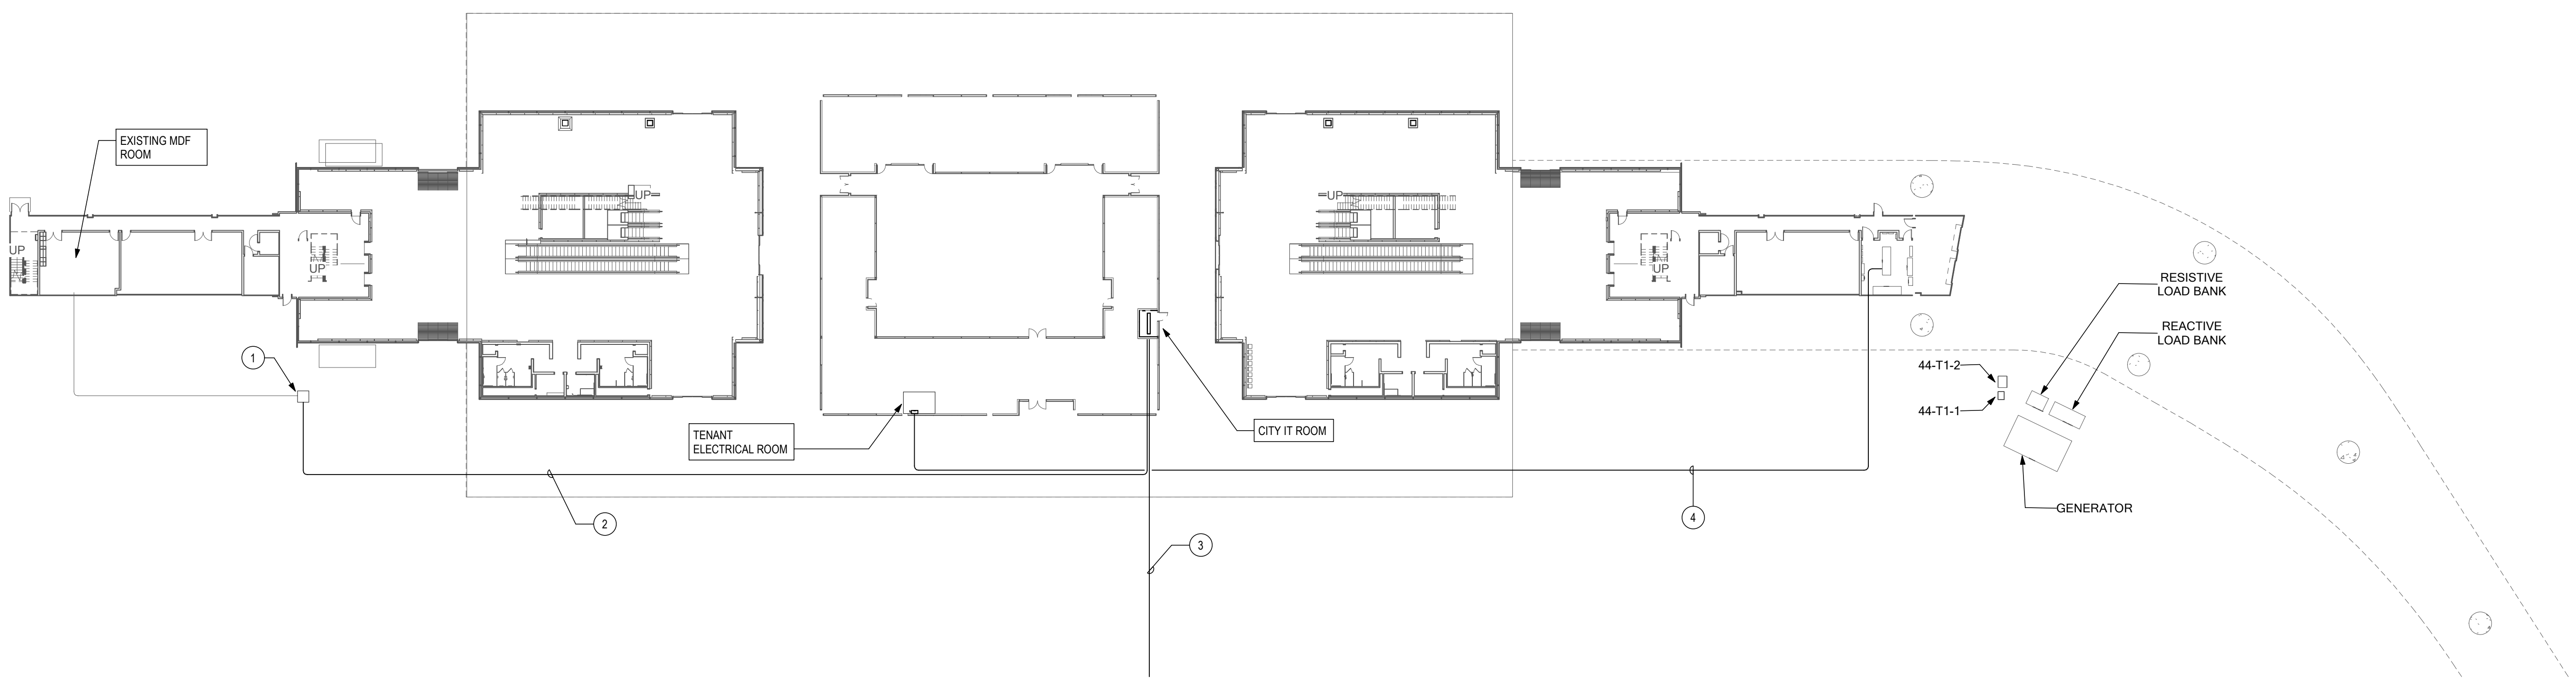 EXISTING MDF
ROOM
UP
UP
UP
UP
UP
1
2
3
4
TENANT
ELECTRICAL ROOM
CITY IT ROOM
RESISTIVE
LOAD BANK
REACTIVE
LOAD BANK
44-T1-2
44-T1-1
GENERATOR